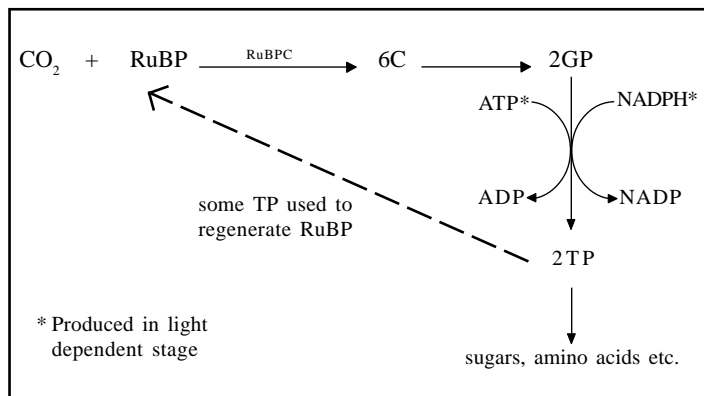 CO2 + RuBP RuBPC 6C 2GP
ATP* NADPH*
ADP NADP
some TP used to
regenerate RuBP
2TP
* Produced in light
dependent stage
sugars, amino acids etc.